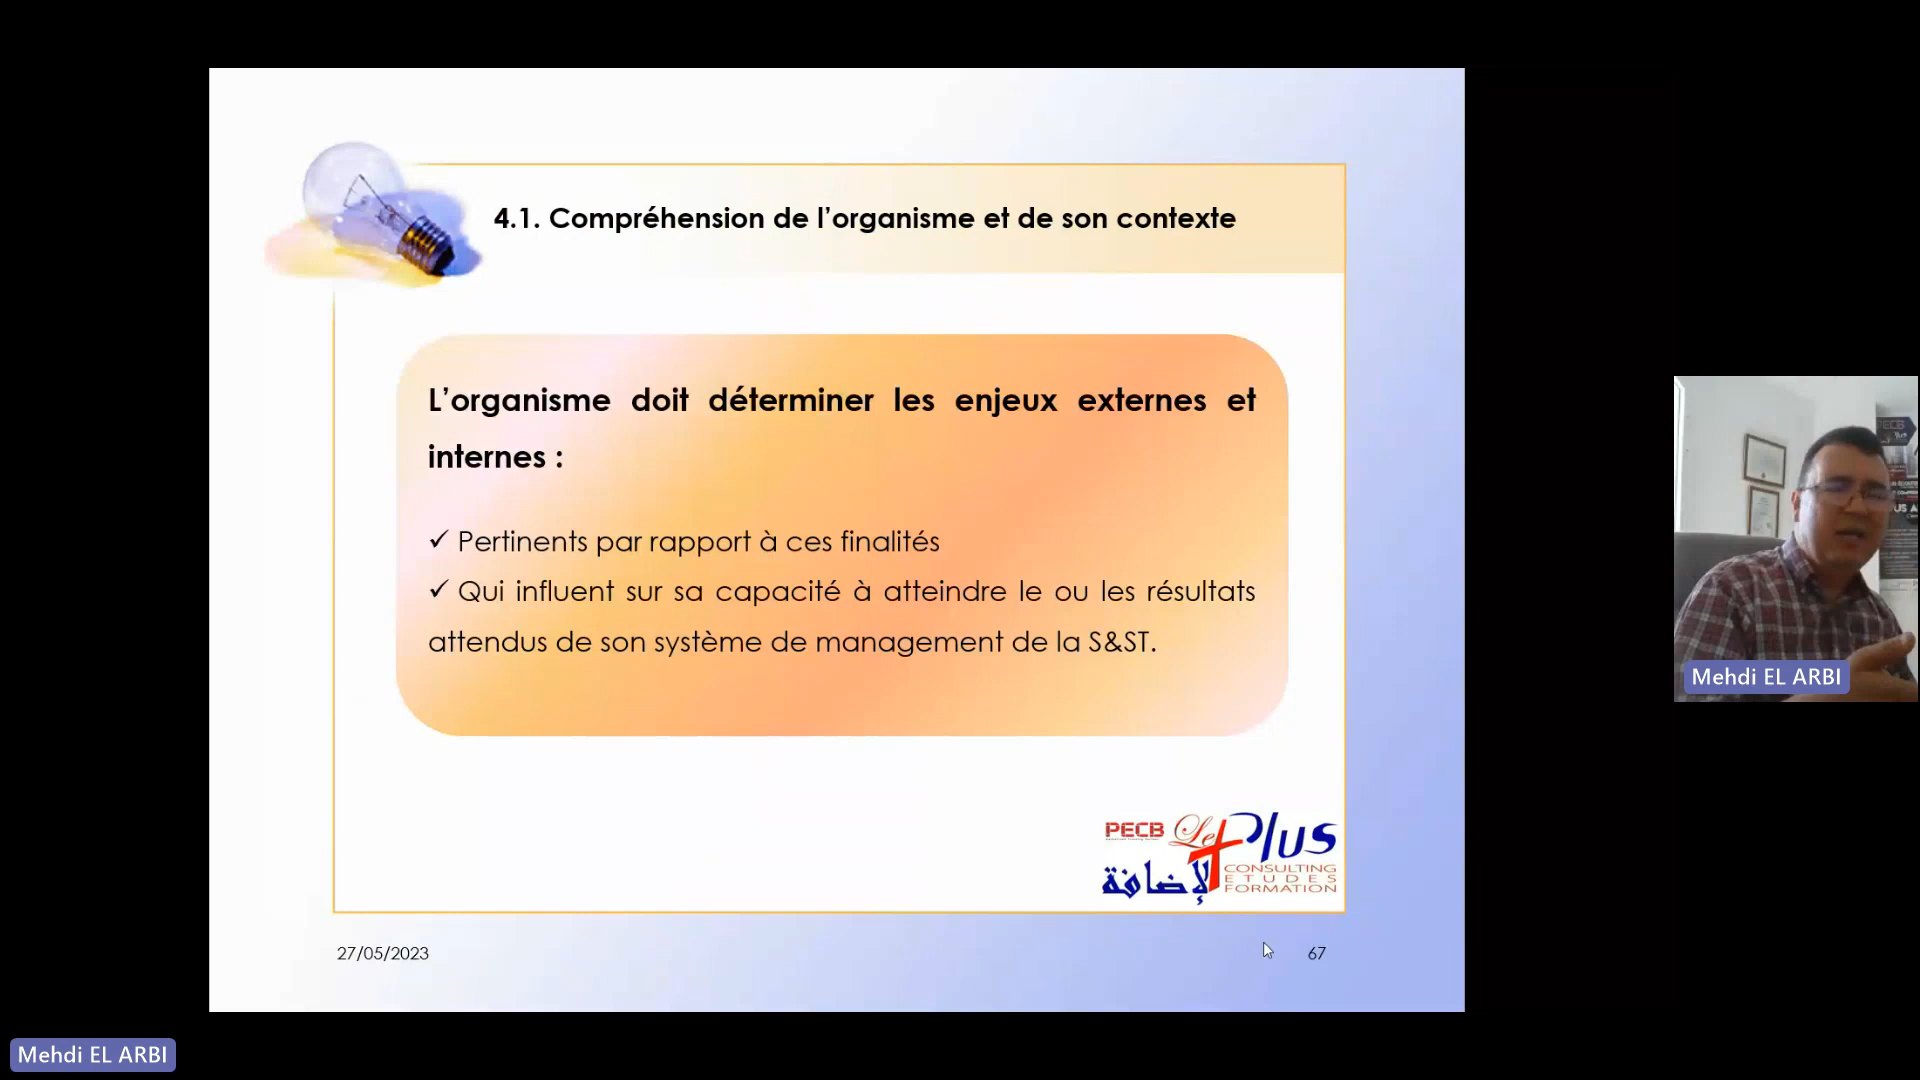 4.1. Compréhension de l’organisme et de son contexte
L’organisme doit déterminer les enjeux externes et
internes :
✓ Pertinents par rapport à ces finalités
✓ Qui influent sur sa capacité à atteindre le ou les résultats
attendus de son système de management de la S&ST.
PECB Le Plus
الإضافة
CONSULTING
ETUDES
FORMATION
27/05/2023
67
PECB
Mehdi EL ARBI
Mehdi EL ARBI